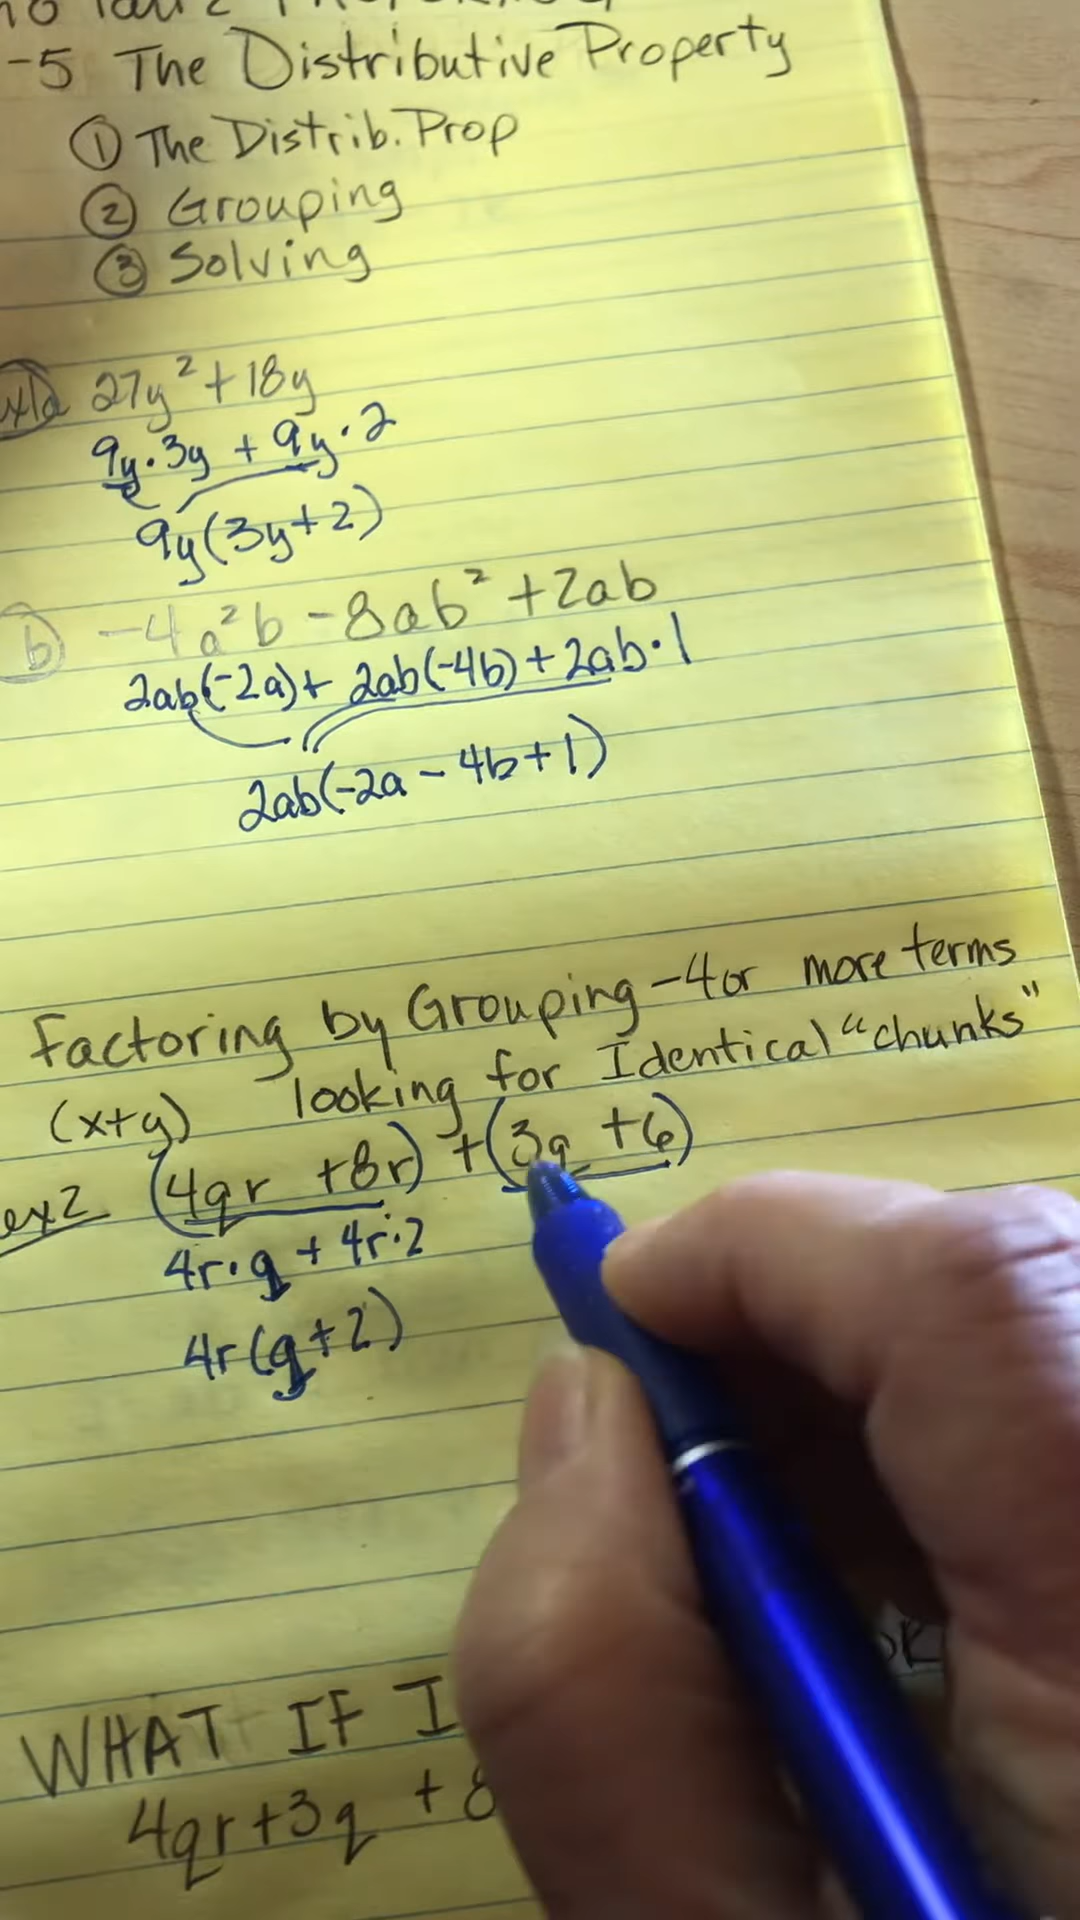 -5 The Distributive Property
① The Distrib. Prop
② Grouping
③ Solving
27y² + 18y
9y·3y + 9y·2
9y(3y+2)
b) -4a²b - 8ab² + 2ab
2ab(-2a) + 2ab(-4b) + 2ab·1
2ab(-2a - 4b + 1)
Factoring by Grouping - 4 or more terms
looking for Identical "chunks"
(x+y)
ex2 (4qr + 8r) + (3q + 6)
4r·q + 4r·2
4r(q+2)
WHAT IF I
4qr + 3q + 8